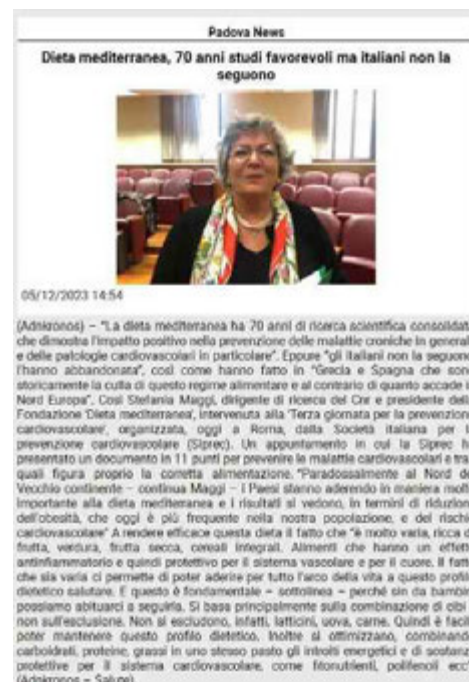 Padova News
Dieta mediterranea, 70 anni studi favorevoli ma italiani non la
seguono
05/12/2023 14:54
(Adnkronos) – "La dieta mediterranea ha 70 anni di ricerca scientifica consolidata
che dimostra l'impatto positivo nella prevenzione delle malattie croniche in generale
e delle patologie cardiovascolari in particolare". Eppure "gli italiani non la seguono,
l'hanno abbandonata", così come hanno fatto in "Grecia e Spagna che sono
storicamente la culla di questo regime alimentare e al contrario di quanto accade
Nord Europa". Così Stefania Maggi, dirigente di ricerca del Cnr e presidente della
Fondazione 'Dieta mediterranea', intervenuta alla 'Terza giornata per la prevenzione
cardiovascolare', organizzata, oggi a Roma, dalla Società italiana per
prevenzione cardiovascolare (Siprec). Un appuntamento in cui la Siprec
presentato un documento in 11 punti per prevenire le malattie cardiovascolari e tra
quali figura proprio la corretta alimentazione. "Paradossalmente al Nord del
Vecchio continente – continua Maggi – i Paesi stanno aderendo in maniera molto
importante alla dieta mediterranea e i risultati si vedono, in termini di riduzione
dell'obesità, che oggi è più frequente nella nostra popolazione, e del rischio
cardiovascolare" A rendere efficace questa dieta il fatto che "è molto varia, ricca di
frutta, verdura, frutta secca, cereali integrali. Alimenti che hanno un effetto
antinfiammatorio e quindi protettivo per il sistema vascolare e per il cuore. Il fatto
che sia varia ci permette di poter aderire per tutto l'arco della vita a questo profilo
dietetico salutare. E questo è fondamentale – sottolinea – perché sin da bambini
possiamo abituarci a seguirla. Si basa principalmente sulla combinazione di cibi e
non sull'esclusione. Non si escludono, infatti, latticini, uova, carne. Quindi è facile
poter mantenere questo profilo dietetico. Inoltre si ottimizzano, combinando
carboidrati, proteine, grassi in uno stesso pasto gli introiti energetici e di sostanze
protettive per il sistema cardiovascolare, come fitonutrienti, polifenoli ecc".
(Adnkronos – Salute)